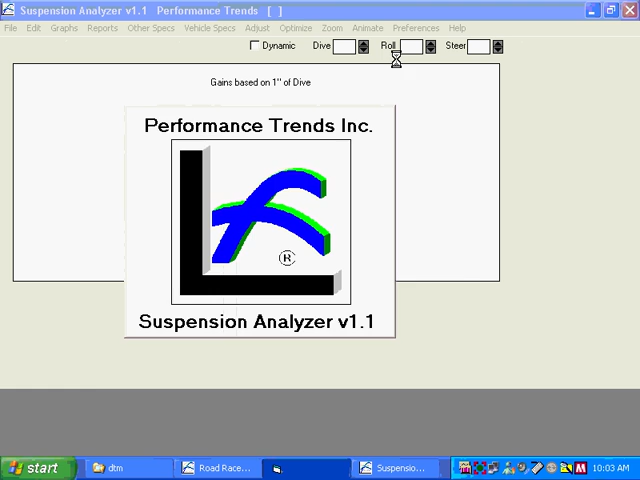 Suspension Analyzer v1.1 Performance Trends [ ]
File Edit Graphs Reports Other Specs Vehicle Specs Adjust Optimize Zoom Animate Preferences Help
Dynamic Dive Roll Steer
Gains based on 1" of Dive
Performance Trends Inc.
®
Suspension Analyzer v1.1
start dtm Road Race... Suspensio... 10:03 AM